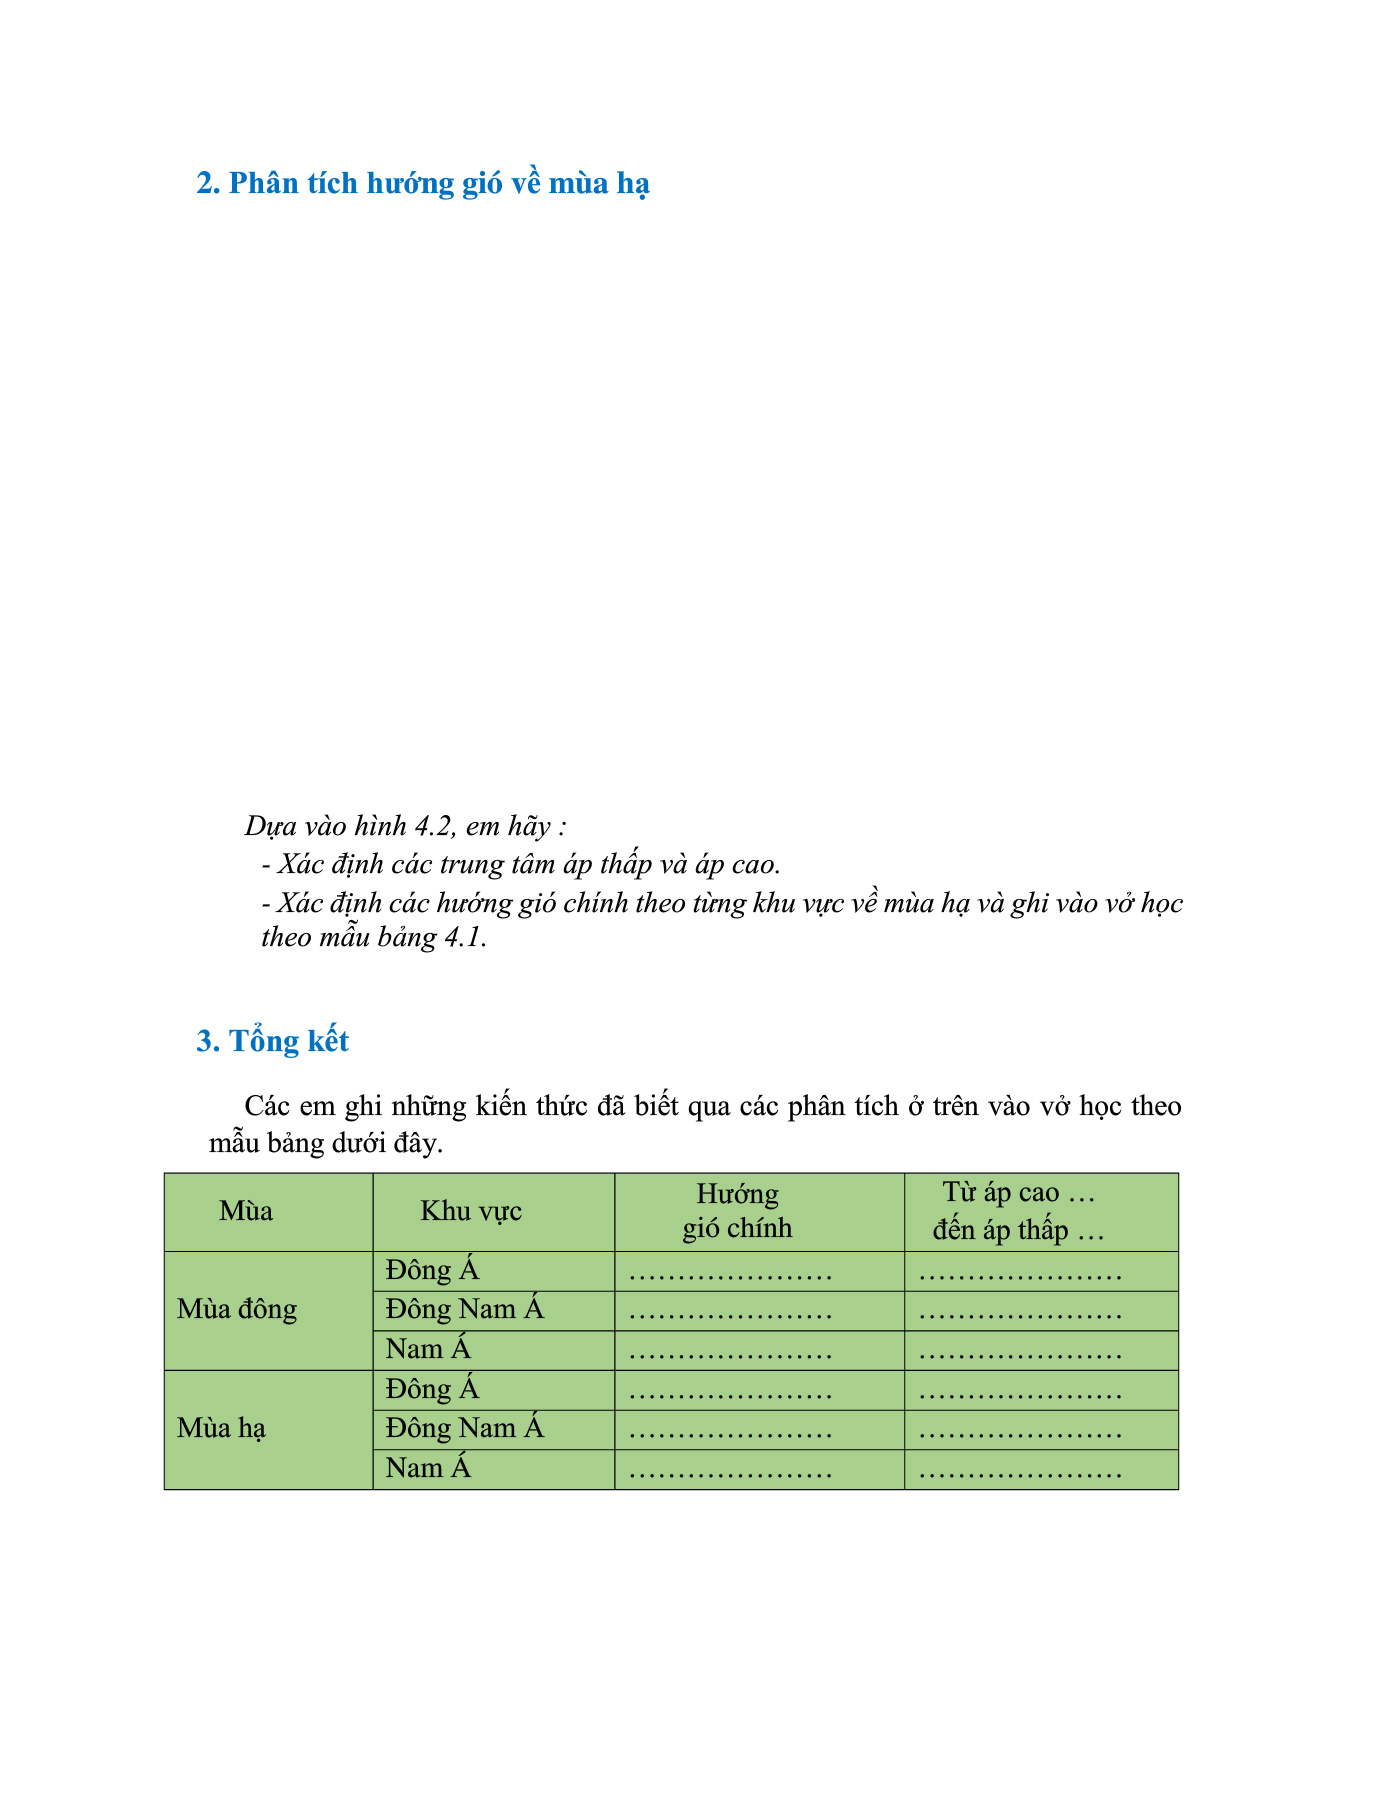 2. Phân tích hướng gió về mùa hạ
Dựa vào hình 4.2, em hãy :
- Xác định các trung tâm áp thấp và áp cao.
- Xác định các hướng gió chính theo từng khu vực về mùa hạ và ghi vào vở học
theo mẫu bảng 4.1.
3. Tổng kết
Các em ghi những kiến thức đã biết qua các phân tích ở trên vào vở học theo
mẫu bảng dưới đây.
Mùa Khu vực Hướng gió chính Từ áp cao … đến áp thấp …
Mùa đông Đông Á ………………… …………………
Đông Nam Á ………………… …………………
Nam Á ………………… …………………
Mùa hạ Đông Á ………………… …………………
Đông Nam Á ………………… …………………
Nam Á ………………… …………………